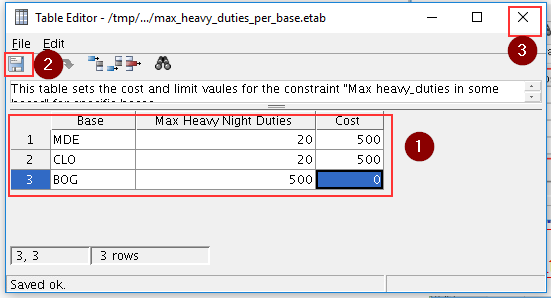 Table Editor - /tmp/.../max_heavy_duties_per_base.etab
3
File Edit
2
This table sets the cost and limit vaules for the constraint "Max heavy_duties in some
bases" for specific bases
Base Max Heavy Night Duties Cost
1 MDE 20 500
2 CLO 20 500
3 BOG 500 0
1
3, 3 3 rows
Saved ok.